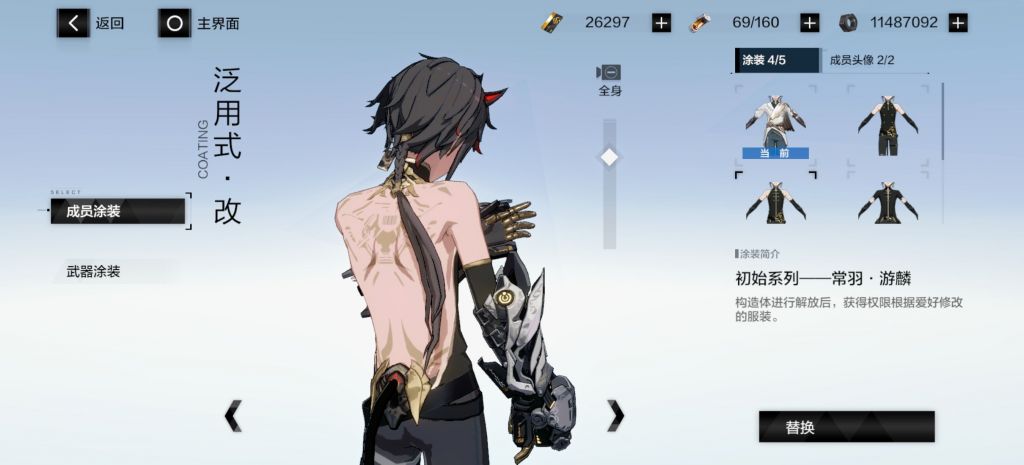 返回
主界面
26297
69/160
11487092
泛用式·改
COATING
全身
涂装 4/5
成员头像 2/2
当 前
SELECT
成员涂装
武器涂装
涂装简介
初始系列——常羽·游麟
构造体进行解放后，获得权限根据爱好修改
的服装。
替换